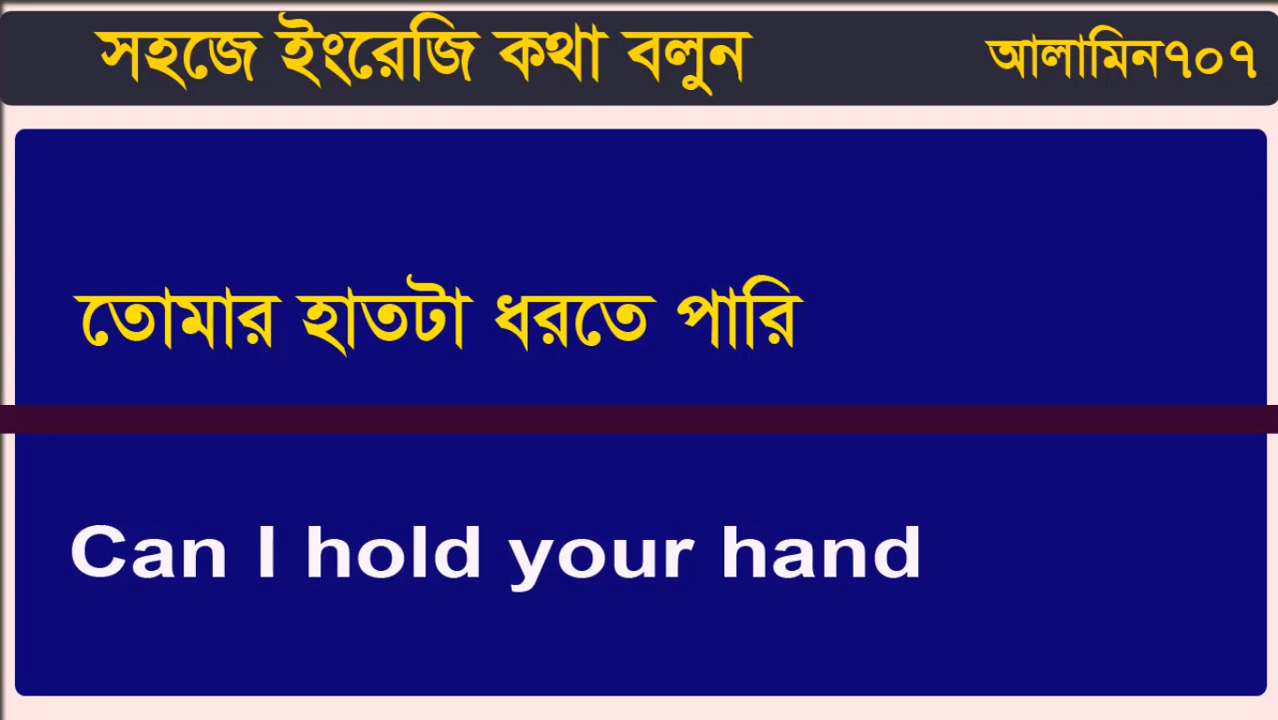 সহজে ইংরেজি কথা বলুন
আলামিন৭০৭
তোমার হাতটা ধরতে পারি
Can I hold your hand